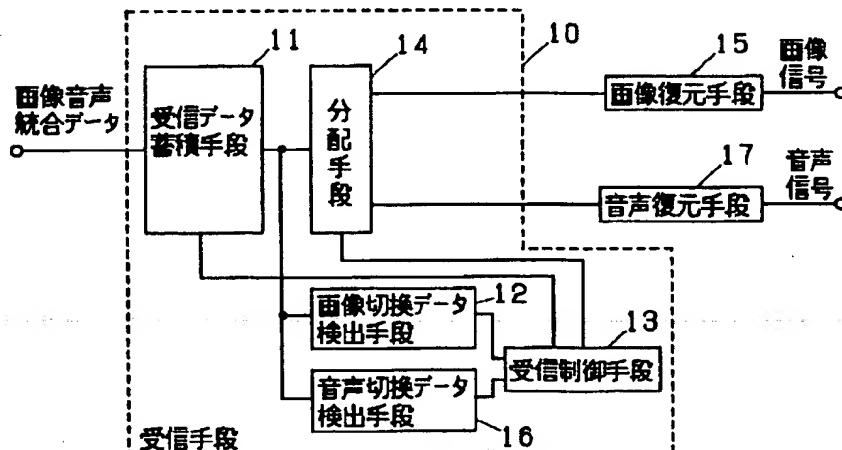 11
14
10
15
画像
信号
画像音声
統合データ
受信データ
蓄積手段
分配手段
画像復元手段
17
音声
信号
音声復元手段
画像切換データ
検出手段
12
13
受信制御手段
音声切換データ
検出手段
16
受信手段